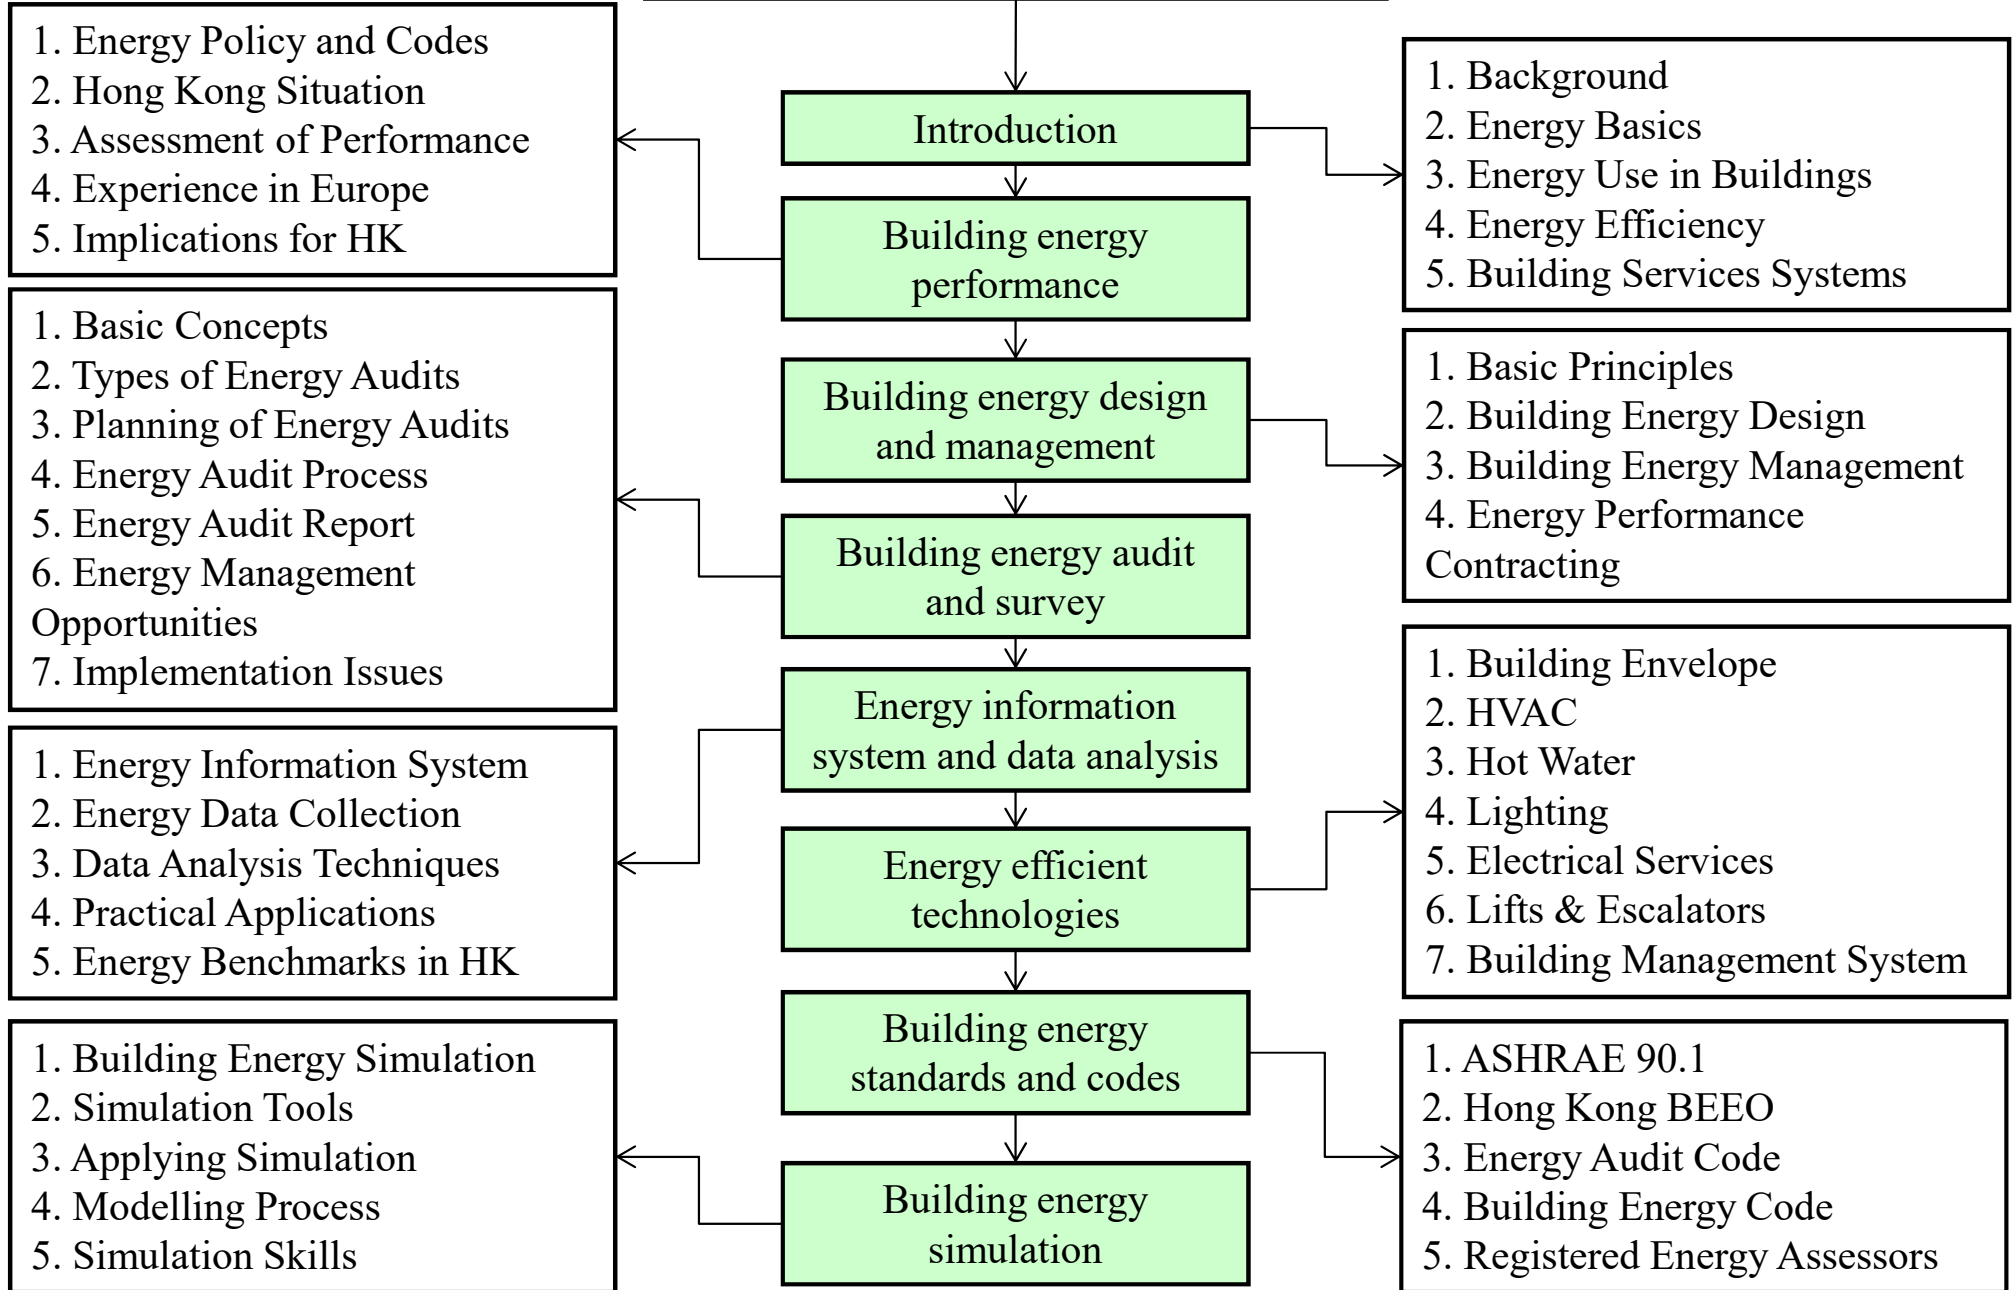 1. Energy Policy and Codes
2. Hong Kong Situation
3. Assessment of Performance
4. Experience in Europe
5. Implications for HK
Introduction
1. Background
2. Energy Basics
3. Energy Use in Buildings
4. Energy Efficiency
5. Building Services Systems
Building energy
performance
1. Basic Concepts
2. Types of Energy Audits
3. Planning of Energy Audits
4. Energy Audit Process
5. Energy Audit Report
6. Energy Management
Opportunities
7. Implementation Issues
Building energy design
and management
1. Basic Principles
2. Building Energy Design
3. Building Energy Management
4. Energy Performance
Contracting
Building energy audit
and survey
Energy information
system and data analysis
1. Energy Information System
2. Energy Data Collection
3. Data Analysis Techniques
4. Practical Applications
5. Energy Benchmarks in HK
Energy efficient
technologies
1. Building Envelope
2. HVAC
3. Hot Water
4. Lighting
5. Electrical Services
6. Lifts & Escalators
7. Building Management System
Building energy
standards and codes
1. ASHRAE 90.1
2. Hong Kong BEEO
3. Energy Audit Code
4. Building Energy Code
5. Registered Energy Assessors
1. Building Energy Simulation
2. Simulation Tools
3. Applying Simulation
4. Modelling Process
5. Simulation Skills
Building energy
simulation